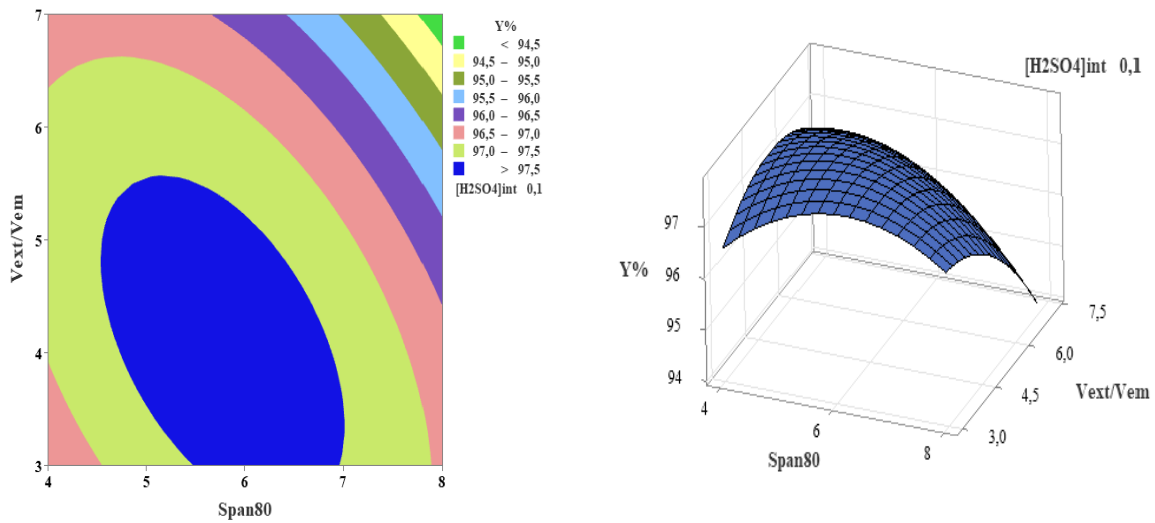 7
6
5
4
3
4 5 6 7 8
Vext/Vem
Span80
Y%
< 94,5
94,5 – 95,0
95,0 – 95,5
95,5 – 96,0
96,0 – 96,5
96,5 – 97,0
97,0 – 97,5
> 97,5
[H2SO4]int 0,1
[H2SO4]int 0,1
97
96
95
94
Y%
4
6
8
Span80
7,5
6,0
4,5
3,0
Vext/Vem